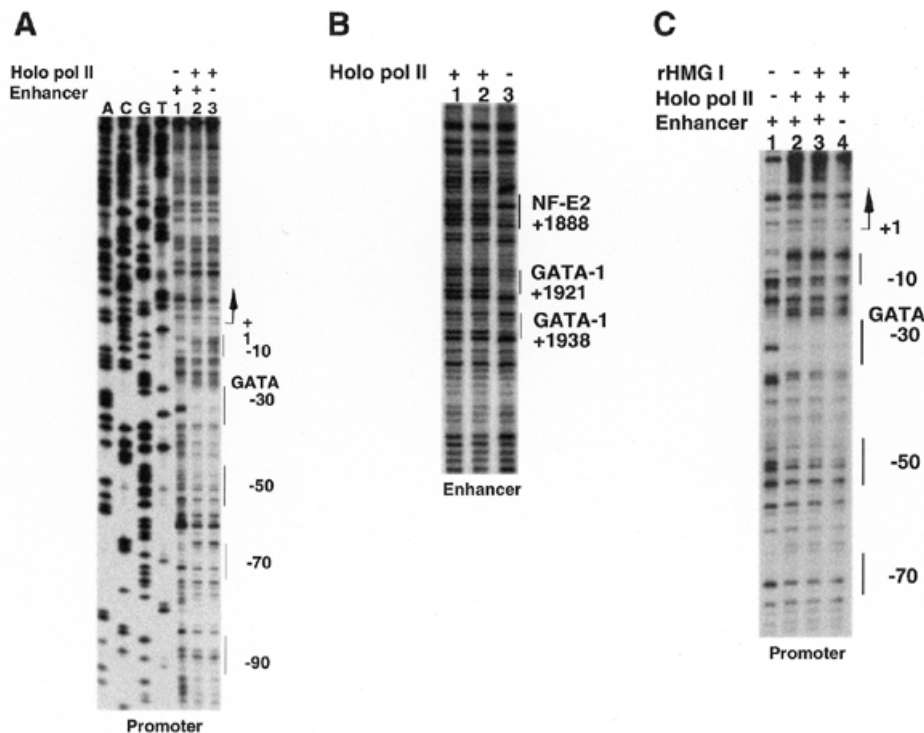 A
Holo pol II - + +
Enhancer + + -
A C G T 1 2 3
+
1
-10
GATA
-30
-50
-70
-90
Promoter
B
Holo pol II + + -
1 2 3
NF-E2
+1888
GATA-1
+1921
GATA-1
+1938
Enhancer
C
rHMG I - - + +
Holo pol II - + + +
Enhancer + + + -
1 2 3 4
+1
-10
GATA
-30
-50
-70
Promoter